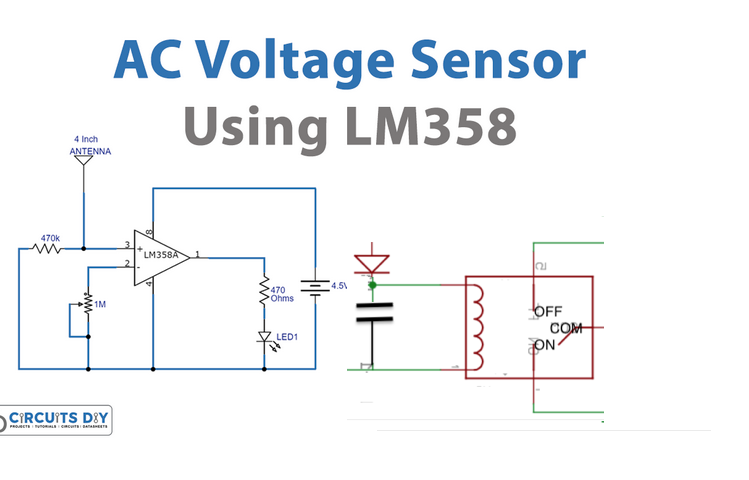 AC Voltage Sensor
Using LM358
4 Inch
ANTENNA
470k
3
+
2
-
8
LM358A
1
4
1M
470
Ohms
LED1
4.5V
OFF
COM
ON
CiRCUiTS DiY
PROJECTS | TUTORIALS | CIRCUITS | DATASHEETS